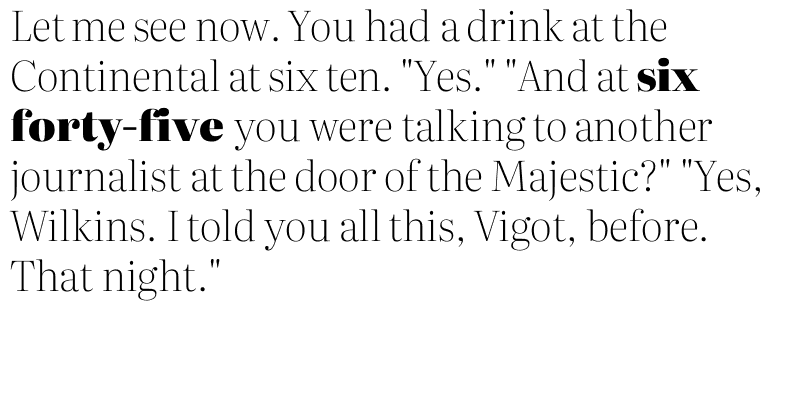 Let me see now. You had a drink at the
Continental at six ten. "Yes." "And at six
forty-five you were talking to another
journalist at the door of the Majestic?" "Yes,
Wilkins. I told you all this, Vigot, before.
That night."